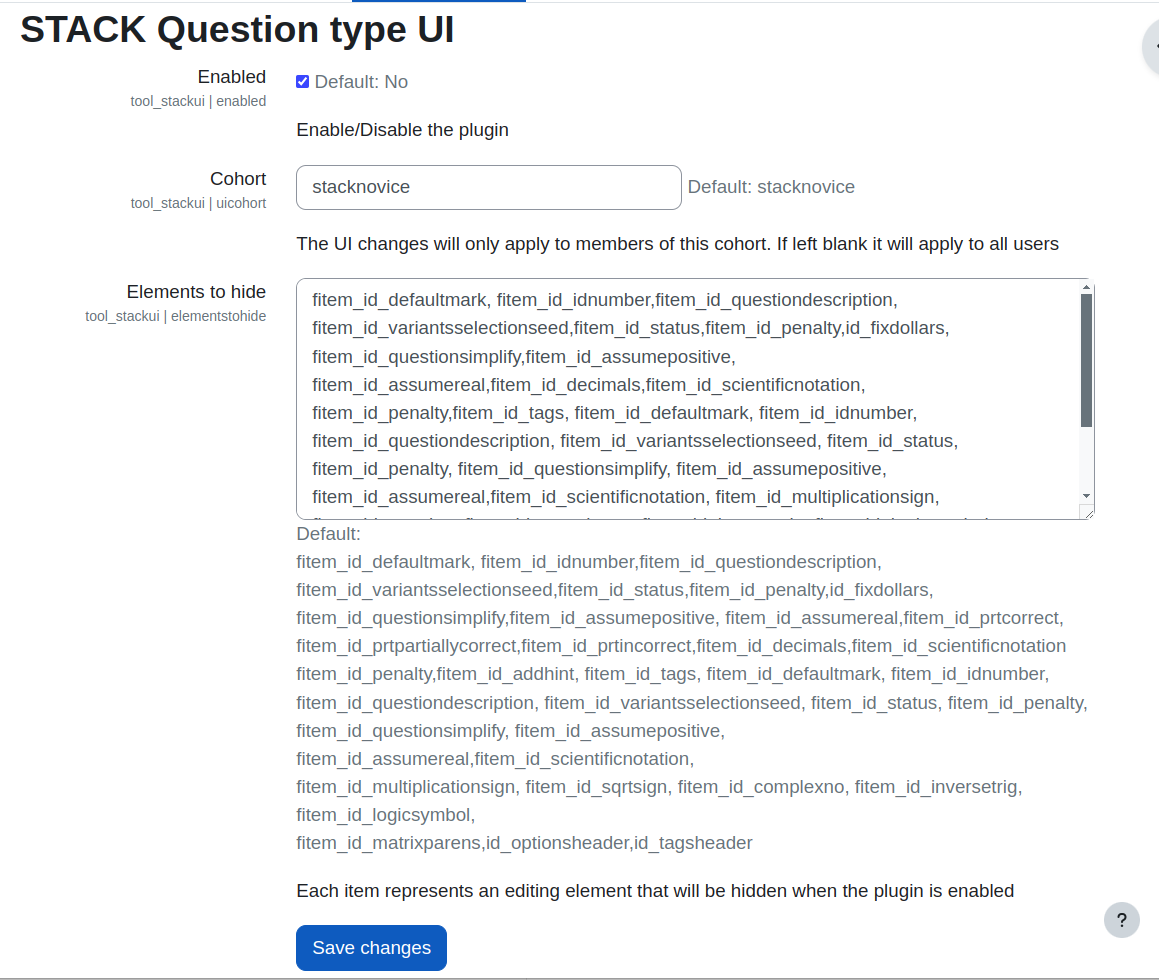 STACK Question type UI
Enabled
tool_stackui | enabled
Default: No
Enable/Disable the plugin
Cohort
tool_stackui | uicohort
stacknovice
Default: stacknovice
The UI changes will only apply to members of this cohort. If left blank it will apply to all users
Elements to hide
tool_stackui | elementstohide
fitem_id_defaultmark, fitem_id_idnumber,fitem_id_questiondescription,
fitem_id_variantsselectionseed,fitem_id_status,fitem_id_penalty,id_fixdollars,
fitem_id_questionsimplify,fitem_id_assumepositive,
fitem_id_assumereal,fitem_id_decimals,fitem_id_scientificnotation,
fitem_id_penalty,fitem_id_tags, fitem_id_defaultmark, fitem_id_idnumber,
fitem_id_questiondescription, fitem_id_variantsselectionseed, fitem_id_status,
fitem_id_penalty, fitem_id_questionsimplify, fitem_id_assumepositive,
fitem_id_assumereal,fitem_id_scientificnotation, fitem_id_multiplicationsign,
Default:
fitem_id_defaultmark, fitem_id_idnumber,fitem_id_questiondescription,
fitem_id_variantsselectionseed,fitem_id_status,fitem_id_penalty,id_fixdollars,
fitem_id_questionsimplify,fitem_id_assumepositive, fitem_id_assumereal,fitem_id_prtcorrect,
fitem_id_prtpartiallycorrect,fitem_id_prtincorrect,fitem_id_decimals,fitem_id_scientificnotation
fitem_id_penalty,fitem_id_addhint, fitem_id_tags, fitem_id_defaultmark, fitem_id_idnumber,
fitem_id_questiondescription, fitem_id_variantsselectionseed, fitem_id_status, fitem_id_penalty,
fitem_id_questionsimplify, fitem_id_assumepositive,
fitem_id_assumereal,fitem_id_scientificnotation,
fitem_id_multiplicationsign, fitem_id_sqrtsign, fitem_id_complexno, fitem_id_inversetrig,
fitem_id_logicsymbol,
fitem_id_matrixparens,id_optionsheader,id_tagsheader
Each item represents an editing element that will be hidden when the plugin is enabled
?
Save changes